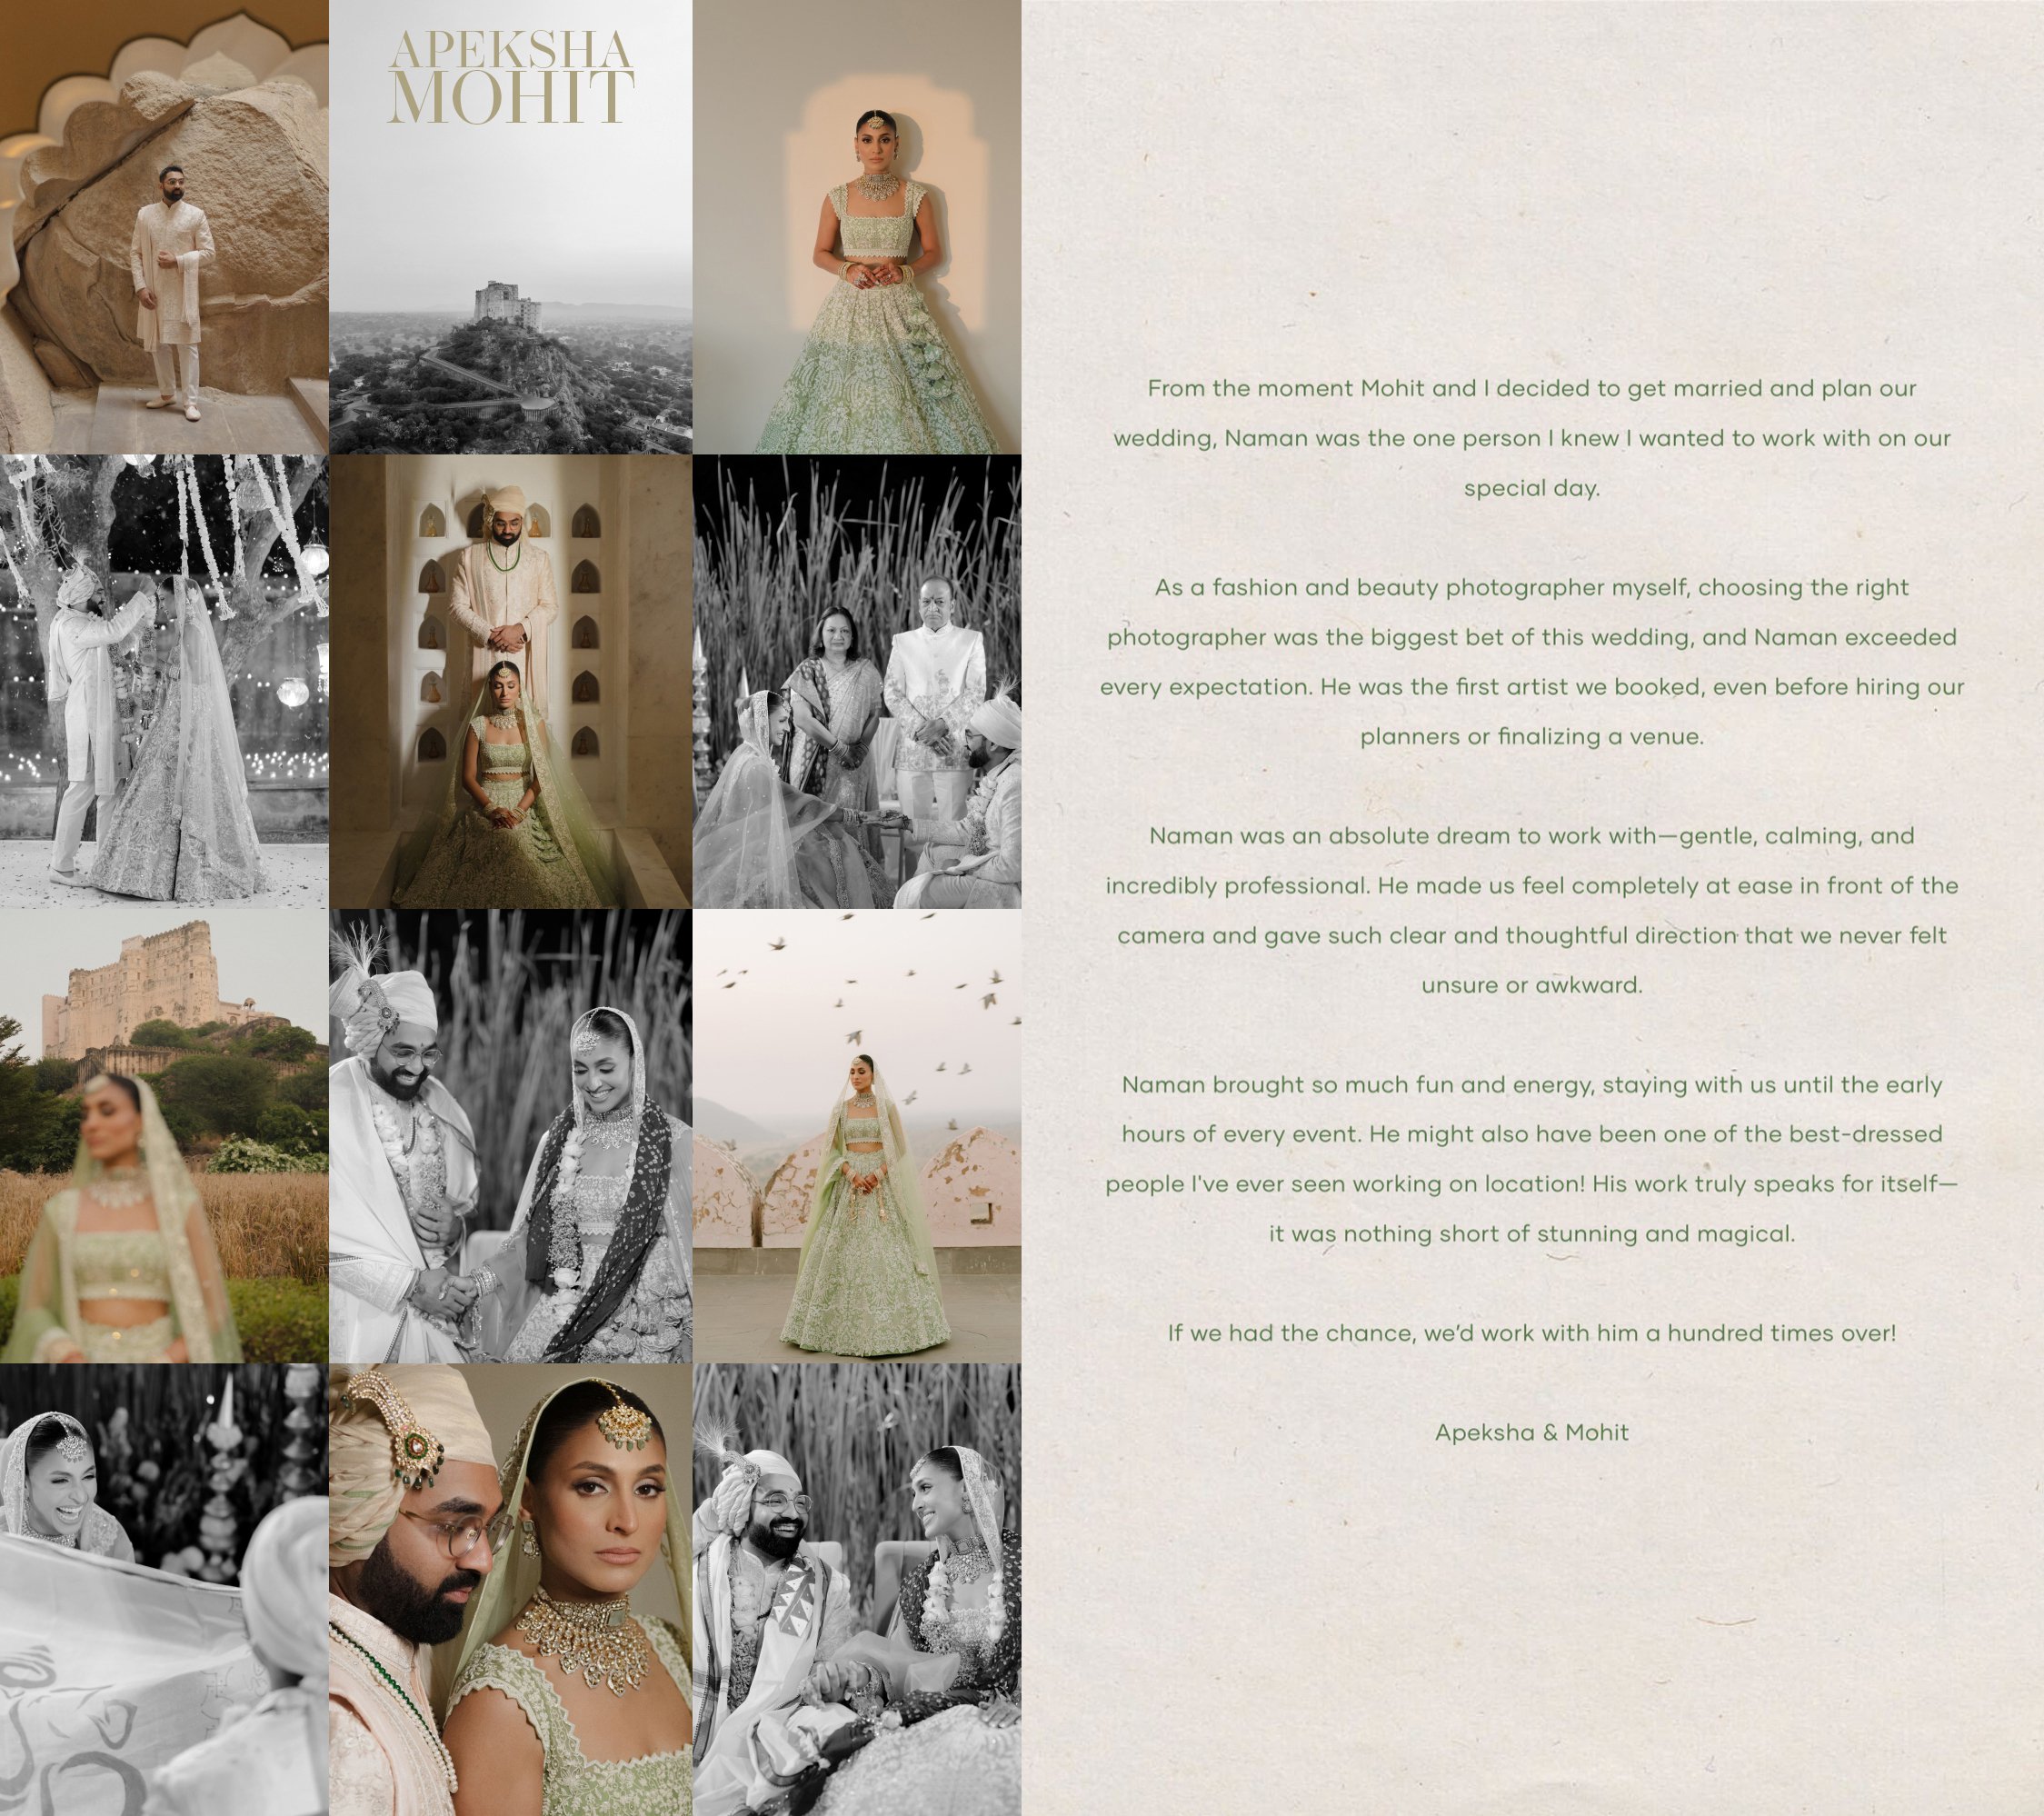 APEKSHA
MOHIT
From the moment Mohit and I decided to get married and plan our
wedding, Naman was the one person I knew I wanted to work with on our
special day.
As a fashion and beauty photographer myself, choosing the right
photographer was the biggest bet of this wedding, and Naman exceeded
every expectation. He was the first artist we booked, even before hiring our
planners or finalizing a venue.
Naman was an absolute dream to work with—gentle, calming, and
incredibly professional. He made us feel completely at ease in front of the
camera and gave such clear and thoughtful direction that we never felt
unsure or awkward.
Naman brought so much fun and energy, staying with us until the early
hours of every event. He might also have been one of the best-dressed
people I've ever seen working on location! His work truly speaks for itself—
it was nothing short of stunning and magical.
If we had the chance, we’d work with him a hundred times over!
Apeksha & Mohit